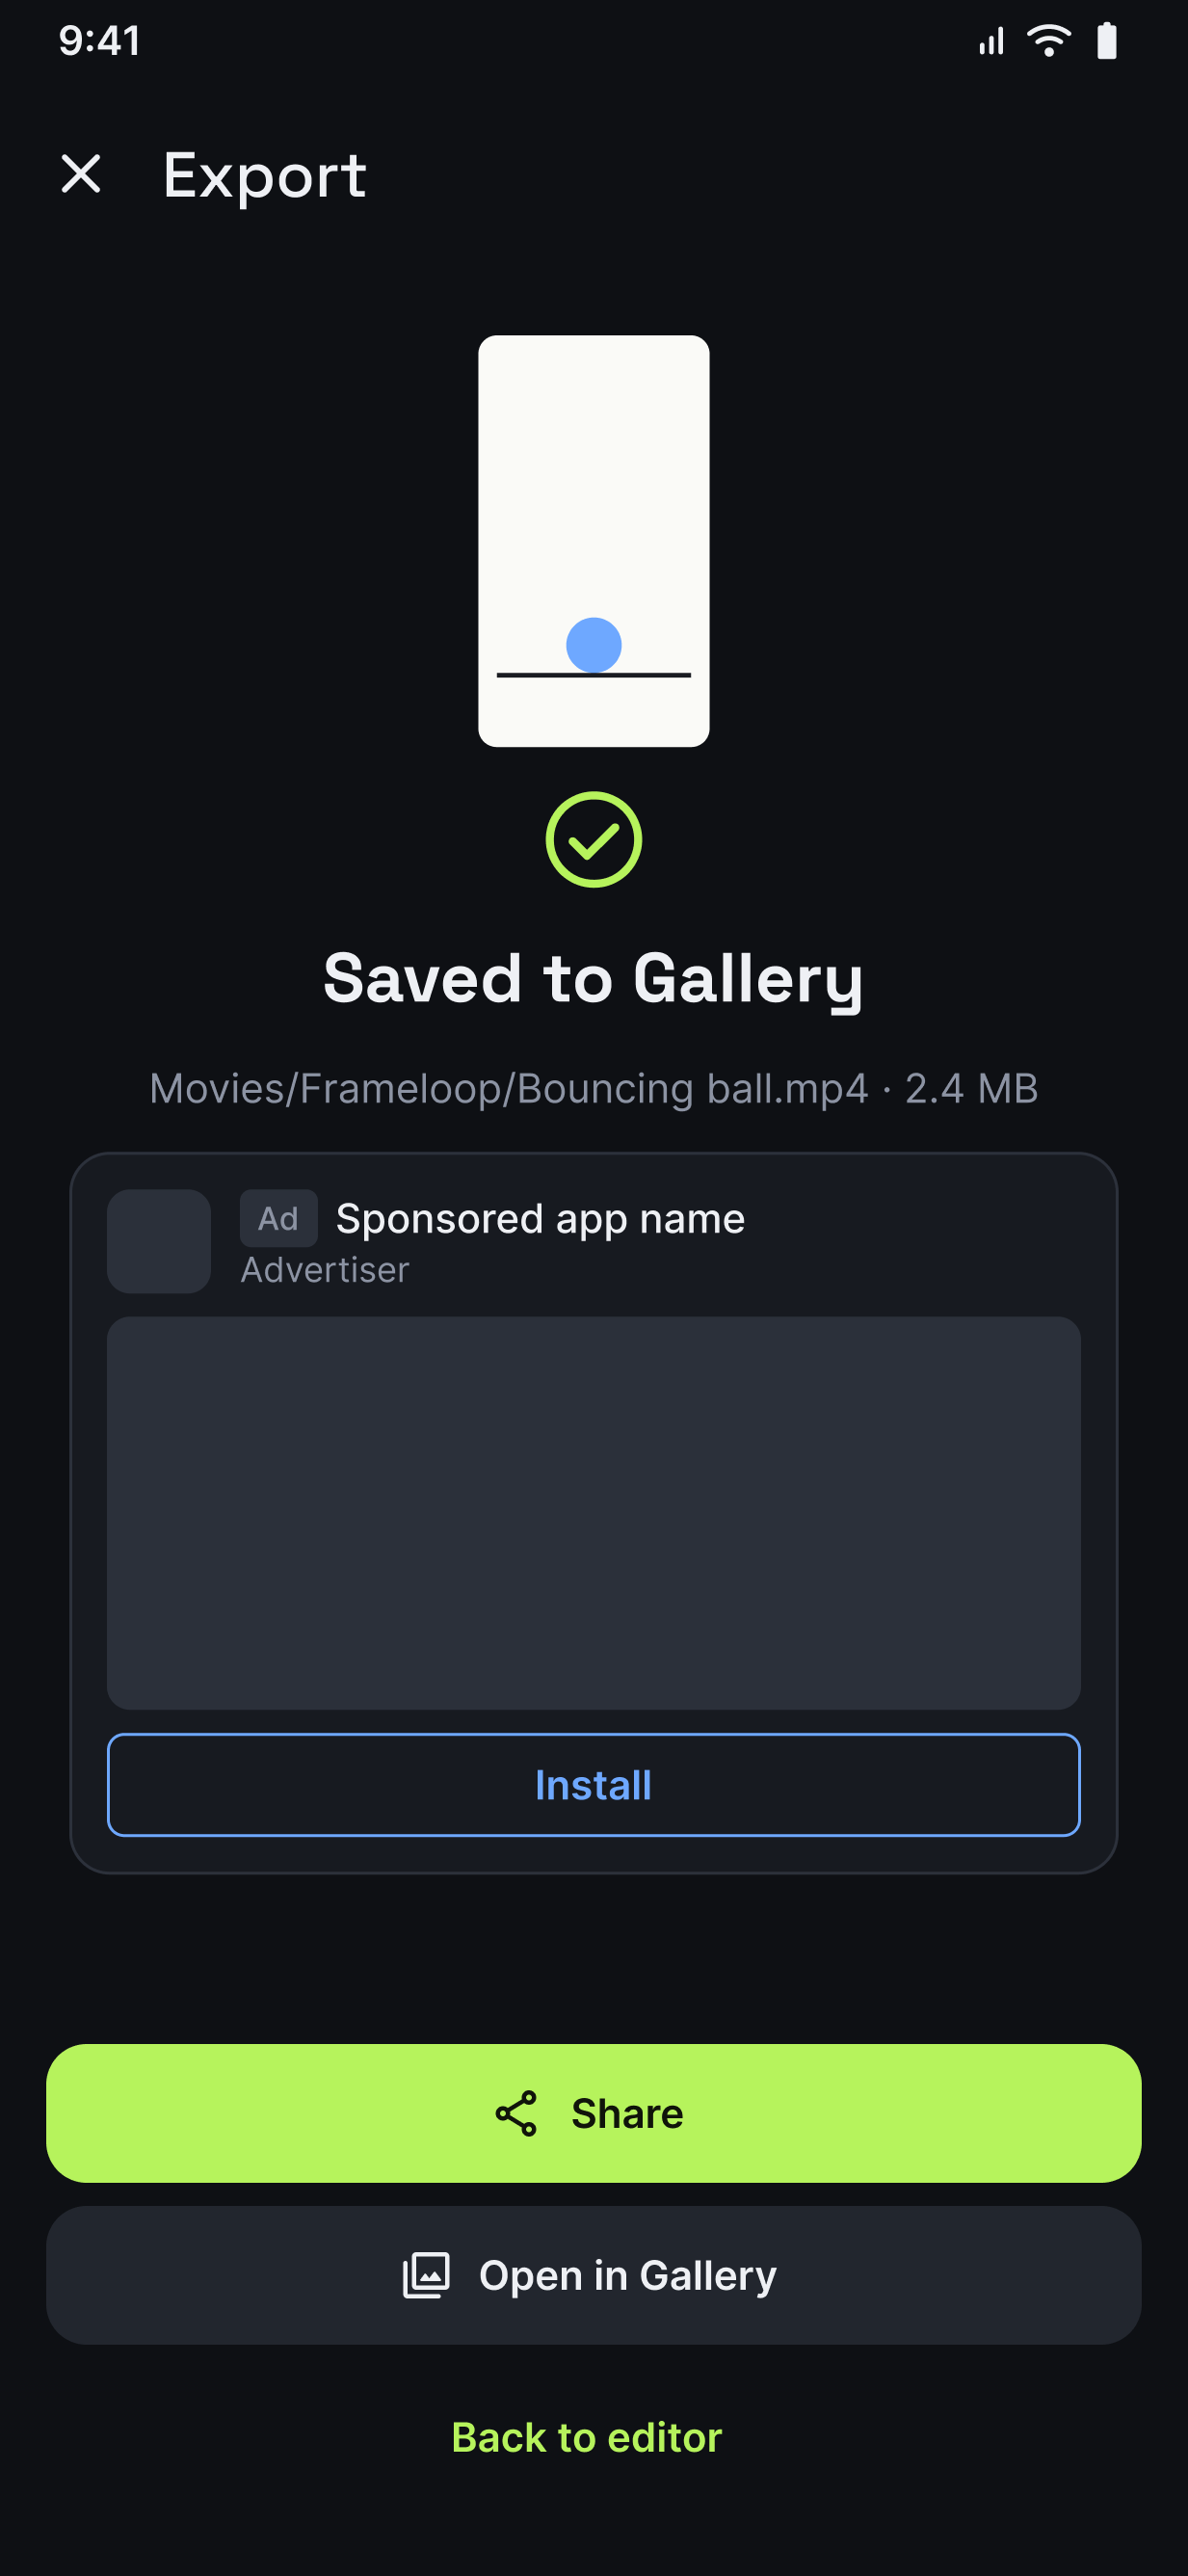 9:41
Export
Saved to Gallery
Movies/Frameloop/Bouncing ball.mp4 · 2.4 MB
Ad Sponsored app name
Advertiser
Install
Share
Open in Gallery
Back to editor